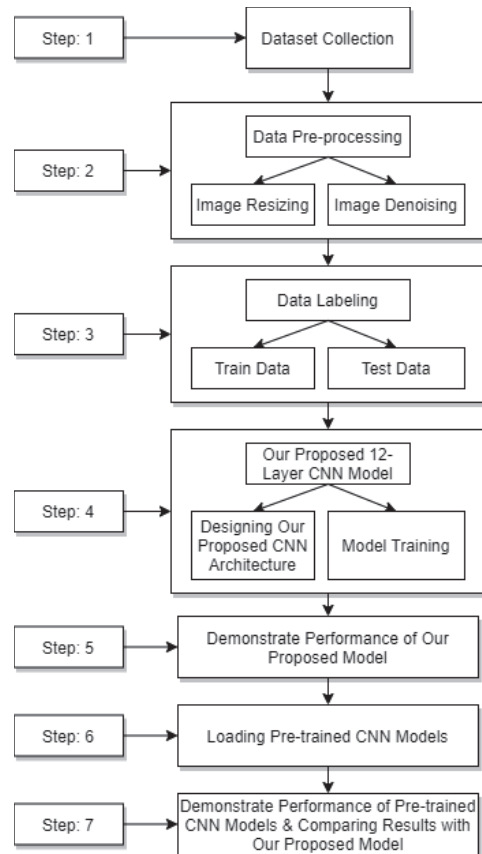 Step: 1
Dataset Collection
Step: 2
Data Pre-processing
Image Resizing
Image Denoising
Step: 3
Data Labeling
Train Data
Test Data
Step: 4
Our Proposed 12-
Layer CNN Model
Designing Our
Proposed CNN
Architecture
Model Training
Step: 5
Demonstrate Performance of Our
Proposed Model
Step: 6
Loading Pre-trained CNN Models
Step: 7
Demonstrate Performance of Pre-trained
CNN Models & Comparing Results with
Our Proposed Model